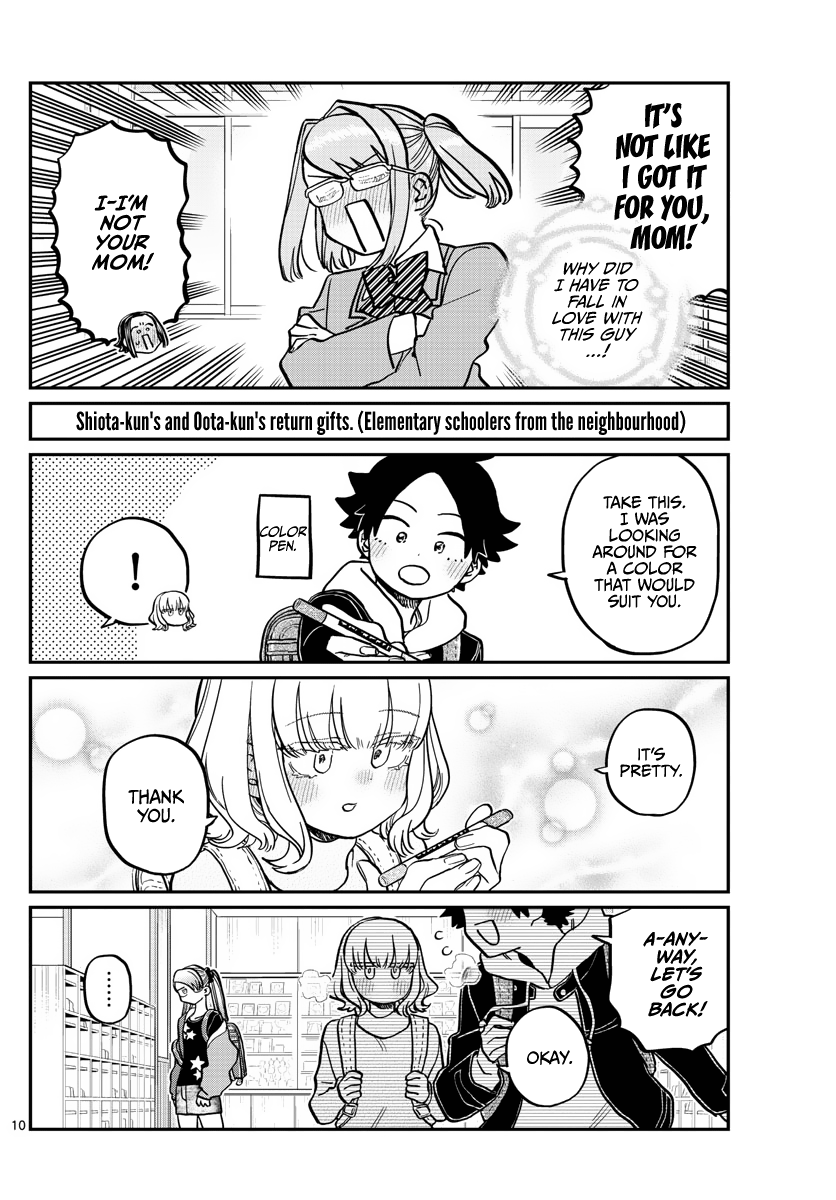 IT'S
NOT LIKE
I GOT IT
FOR YOU,
MOM!
WHY DID
I HAVE TO
FALL IN
LOVE WITH
THIS GUY
...!
I-I'M
NOT
YOUR
MOM!
Shiota-kun's and Oota-kun's return gifts. (Elementary schoolers from the neighbourhood)
TAKE THIS.
I WAS
LOOKING
AROUND FOR
A COLOR
THAT WOULD
SUIT YOU.
COLOR
PEN.
!
IT'S
PRETTY.
THANK
YOU.
A-ANY-
WAY,
LET'S
GO
BACK!
OKAY.
......
10